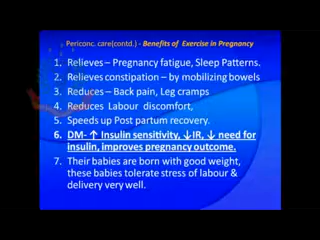 Periconc. care(contd.) - Benefits of Exercise in Pregnancy
1. Relieves – Pregnancy fatigue, Sleep Patterns.
2. Relieves constipation – by mobilizing bowels
3. Reduces – Back pain, Leg cramps
4. Reduces Labour discomfort,
5. Speeds up Post partum recovery.
6. DM- ↑ Insulin sensitivity, ↓IR, ↓ need for
insulin, improves pregnancy outcome.
7. Their babies are born with good weight,
these babies tolerate stress of labour &
delivery very well.